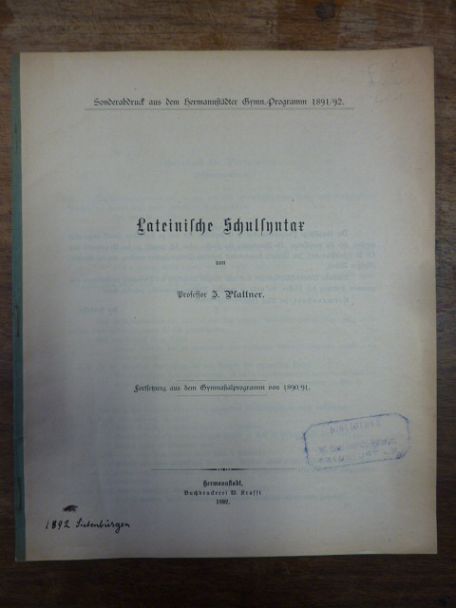 Sonderabdruck aus dem Hermannstädter Gymn.-Programm 1891/92.
Lateinische Schulsyntax
von
Professor J. Plattner.
Fortsetzung aus dem Gymnasialprogramm von 1890/91.
Hermannstadt,
Buchdruckerei W. Krafft
1892.
1892 Siebenbürgen